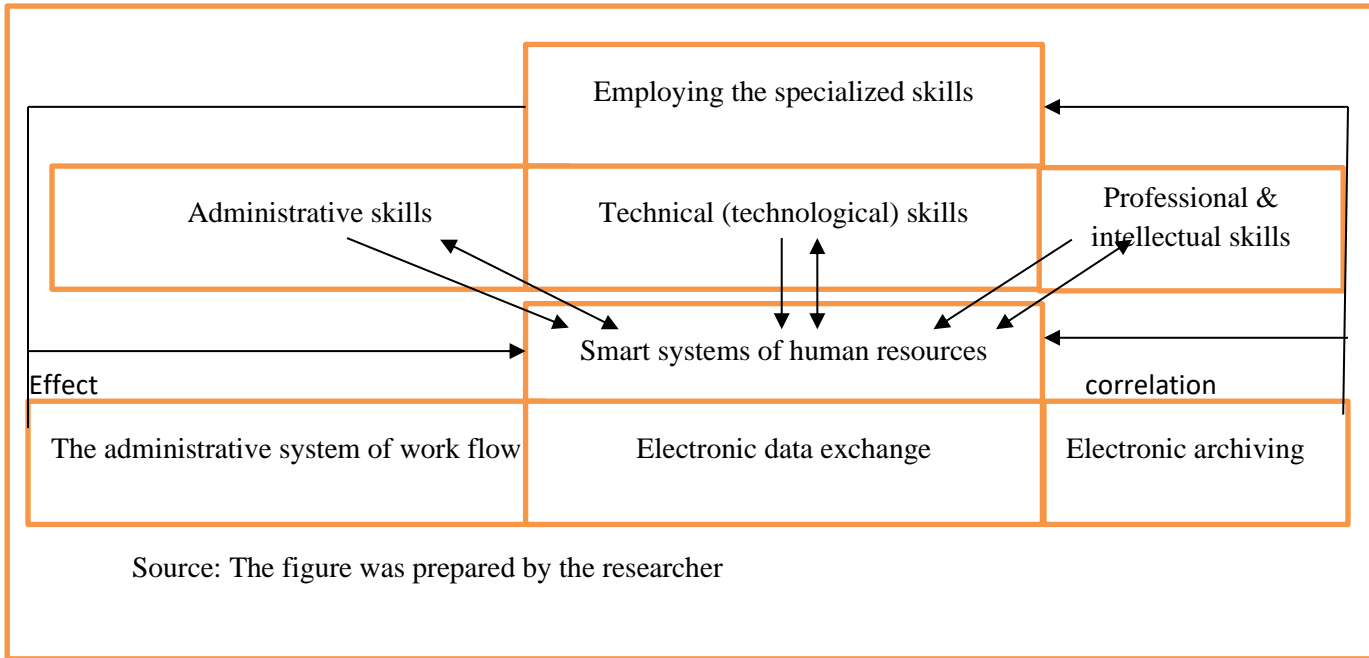 Employing the specialized skills
Administrative skills
Technical (technological) skills
Professional &
intellectual skills
Smart systems of human resources
Effect
correlation
The administrative system of work flow
Electronic data exchange
Electronic archiving
Source: The figure was prepared by the researcher